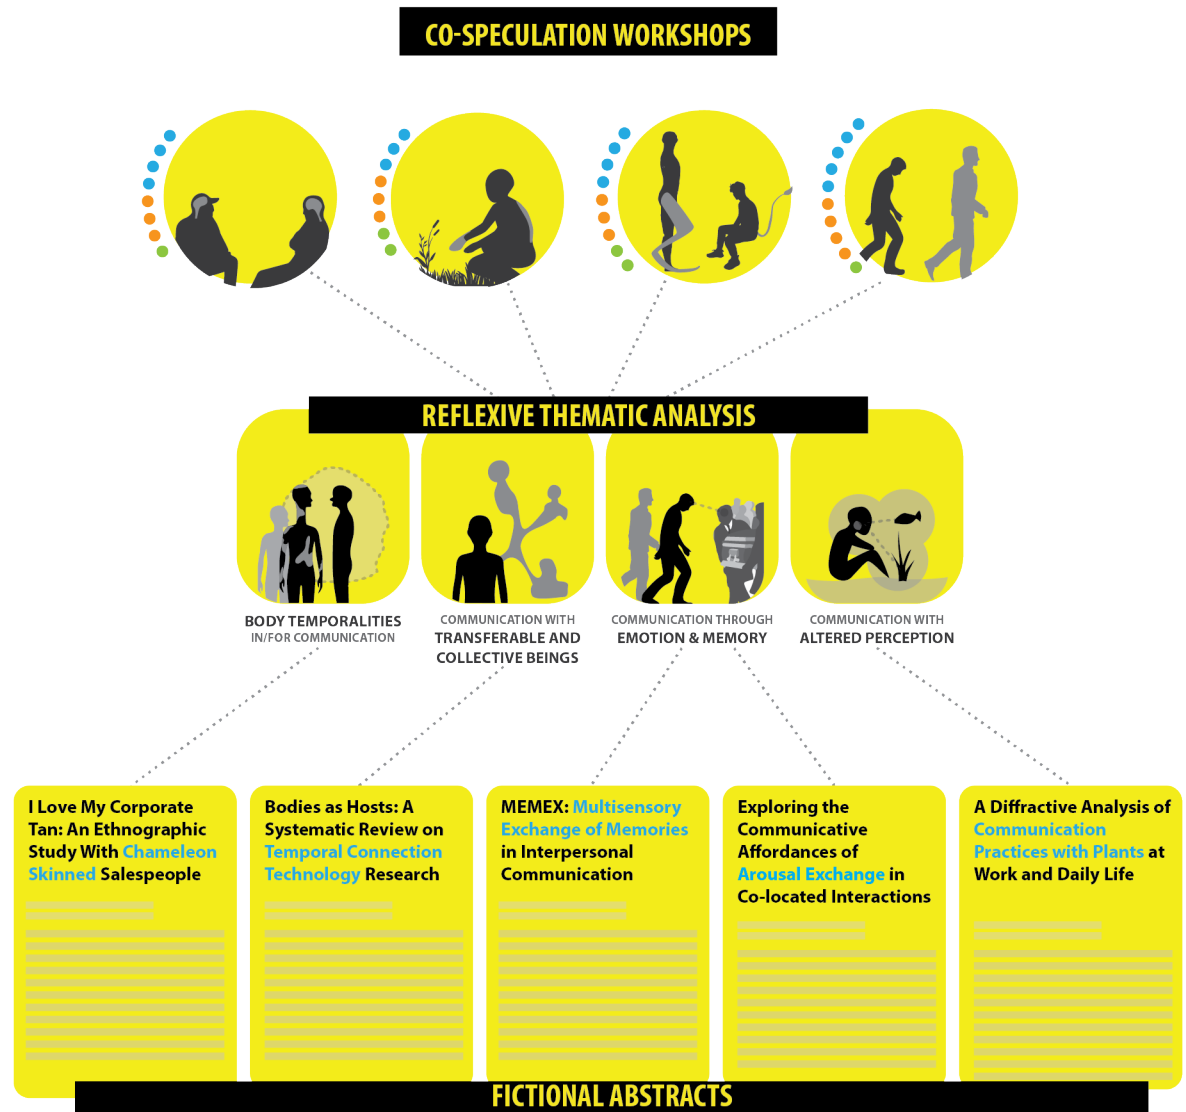 CO-SPECULATION WORKSHOPS
REFLEXIVE THEMATIC ANALYSIS
BODY TEMPORALITIES
IN/FOR COMMUNICATION
COMMUNICATION WITH
TRANSFERABLE AND
COLLECTIVE BEINGS
COMMUNICATION THROUGH
EMOTION & MEMORY
COMMUNICATION WITH
ALTERED PERCEPTION
I Love My Corporate
Tan: An Ethnographic
Study With Chameleon
Skinned Salespeople
Bodies as Hosts: A
Systematic Review on
Temporal Connection
Technology Research
MEMEX: Multisensory
Exchange of Memories
in Interpersonal
Communication
Exploring the
Communicative
Affordances of
Arousal Exchange in
Co-located Interactions
A Diffractive Analysis of
Communication
Practices with Plants at
Work and Daily Life
FICTIONAL ABSTRACTS